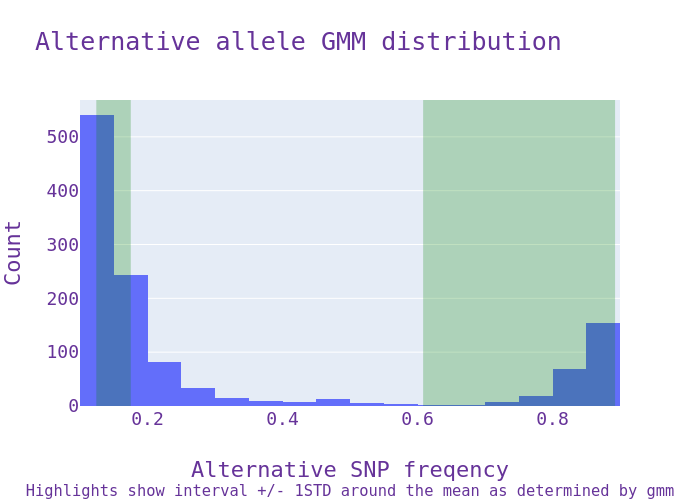 Alternative allele GMM distribution
500
400
300
200
100
0
Count
0.2 0.4 0.6 0.8
Alternative SNP freqency
Highlights show interval +/- 1STD around the mean as determined by gmm